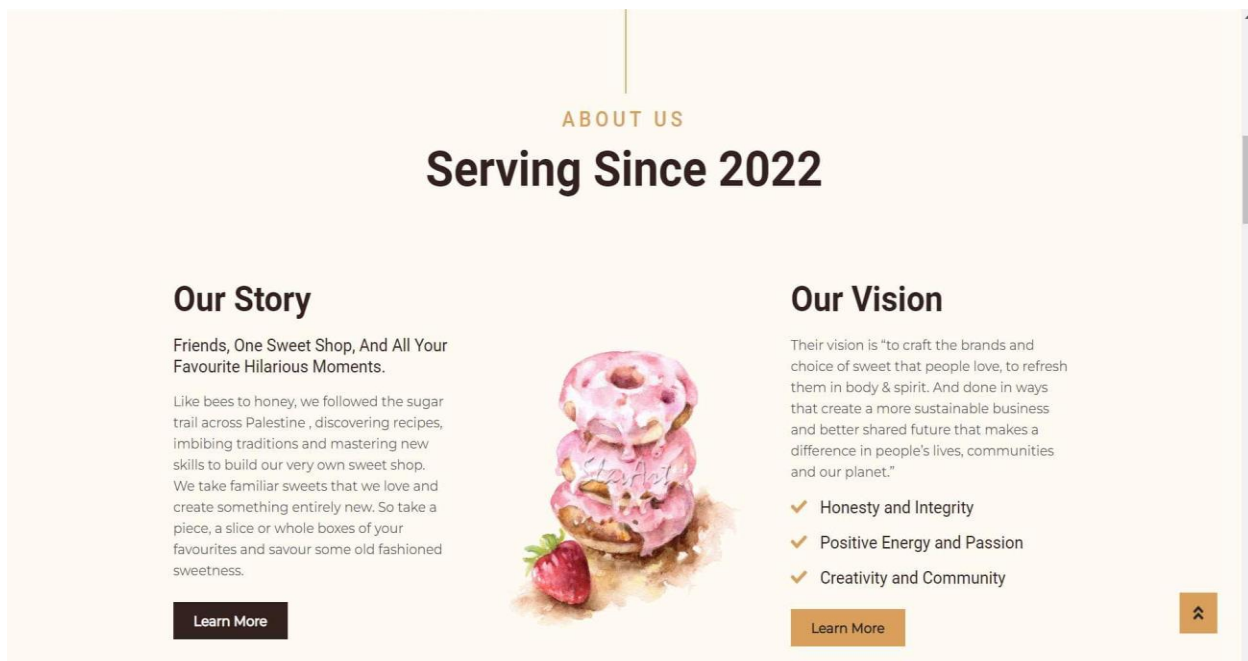 ABOUT US
Serving Since 2022
Our Story
Friends, One Sweet Shop, And All Your
Favourite Hilarious Moments.
Like bees to honey, we followed the sugar
trail across Palestine , discovering recipes,
imbibing traditions and mastering new
skills to build our very own sweet shop.
We take familiar sweets that we love and
create something entirely new. So take a
piece, a slice or whole boxes of your
favourites and savour some old fashioned
sweetness.
Learn More
StarArt
Our Vision
Their vision is “to craft the brands and
choice of sweet that people love, to refresh
them in body & spirit. And done in ways
that create a more sustainable business
and better shared future that makes a
difference in people’s lives, communities
and our planet.”
Honesty and Integrity
Positive Energy and Passion
Creativity and Community
Learn More